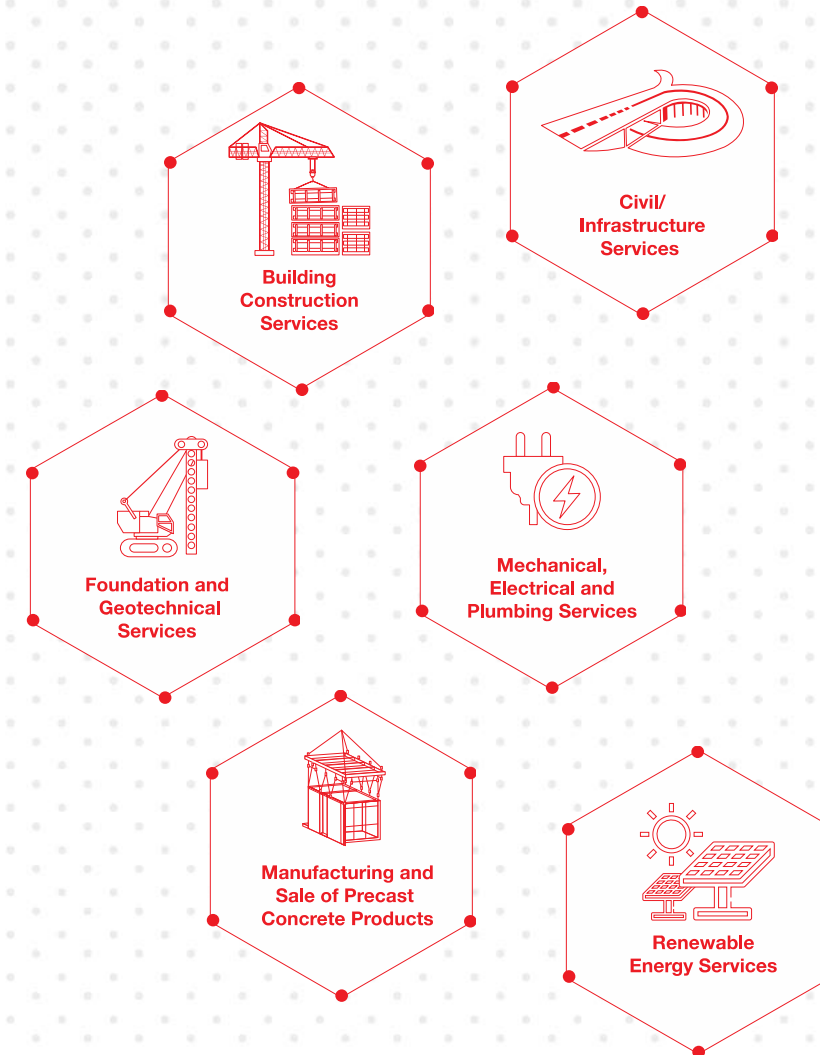 Civil/
Infrastructure
Services
Building
Construction
Services
Foundation and
Geotechnical
Services
Mechanical,
Electrical and
Plumbing Services
Manufacturing and
Sale of Precast
Concrete Products
Renewable
Energy Services